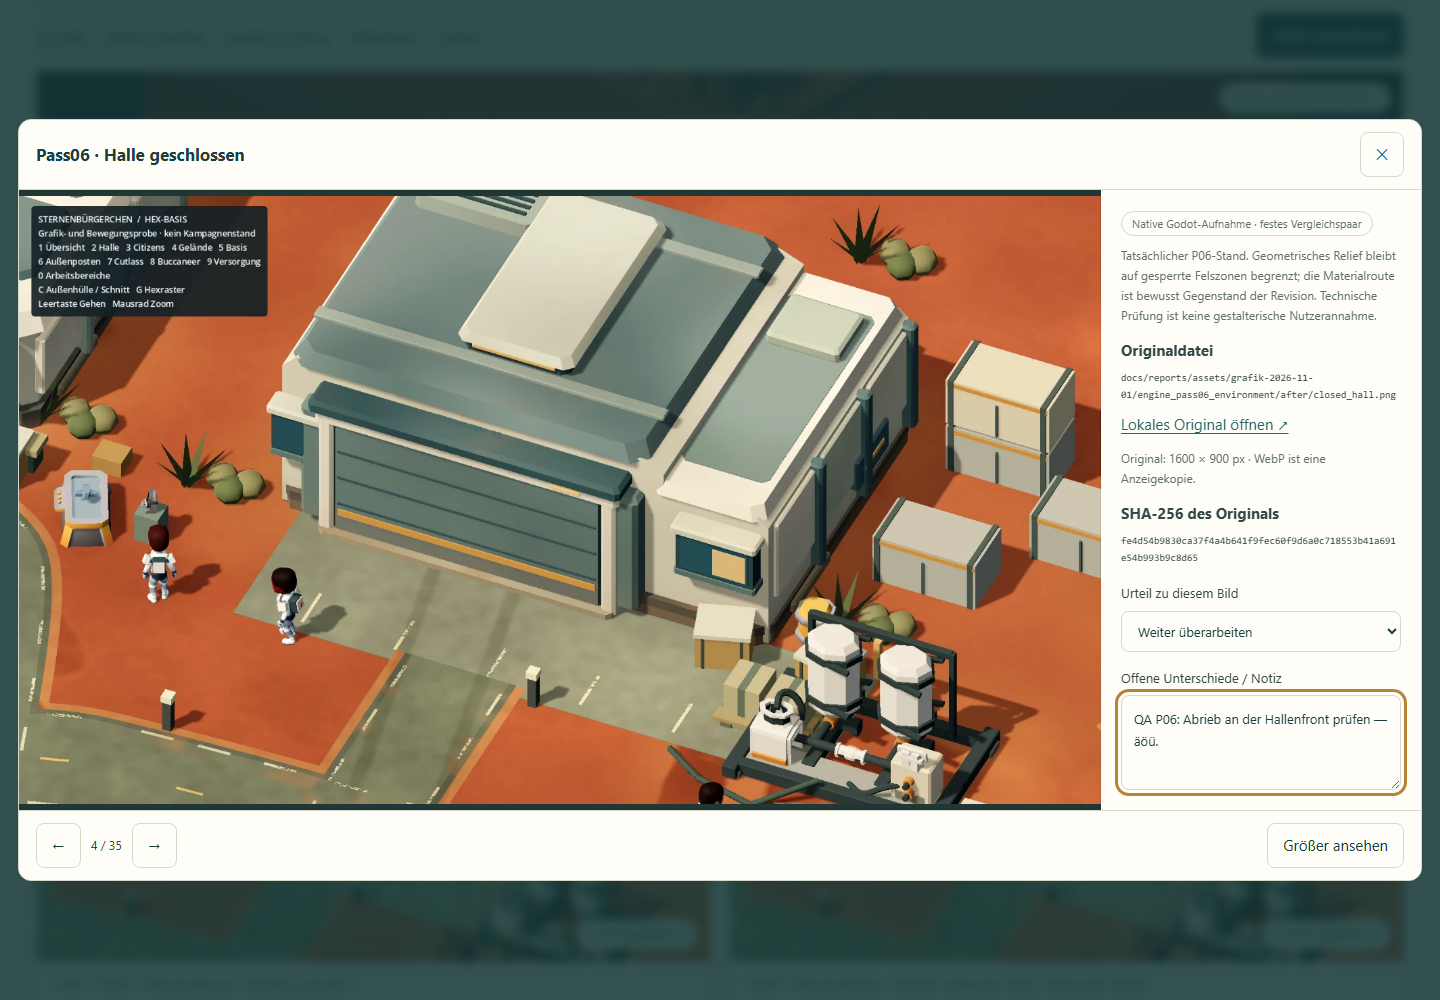 Pass06 · Halle geschlossen
×
STERNENBÜRGERCHEN / HEX-BASIS
Grafik- und Bewegungsprobe · kein Kampagnenstand
1 Übersicht 2 Halle 3 Citizens 4 Gelände 5 Basis
6 Außenposten 7 Cutlass 8 Buccaneer 9 Versorgung
0 Arbeitsbereiche
C Außenhülle / Schnitt G Hexraster
Leertaste Gehen Mausrad Zoom
Native Godot-Aufnahme · festes Vergleichspaar
Tatsächlicher P06-Stand. Geometrisches Relief bleibt
auf gesperrte Felszonen begrenzt; die Materialroute
ist bewusst Gegenstand der Revision. Technische
Prüfung ist keine gestalterische Nutzerannahme.
Originaldatei
docs/reports/assets/grafik-2026-11-
01/engine_pass06_environment/after/closed_hall.png
Lokales Original öffnen ↗
Original: 1600 × 900 px · WebP ist eine
Anzeigekopie.
SHA-256 des Originals
fe4d54b9830ca37f4a4b641f9fec60f9d6a0c718553b41a691
e54b993b9c8d65
Urteil zu diesem Bild
Weiter überarbeiten
Offene Unterschiede / Notiz
QA P06: Abrieb an der Hallenfront prüfen —
äöü.
← 4 / 35 →
Größer ansehen